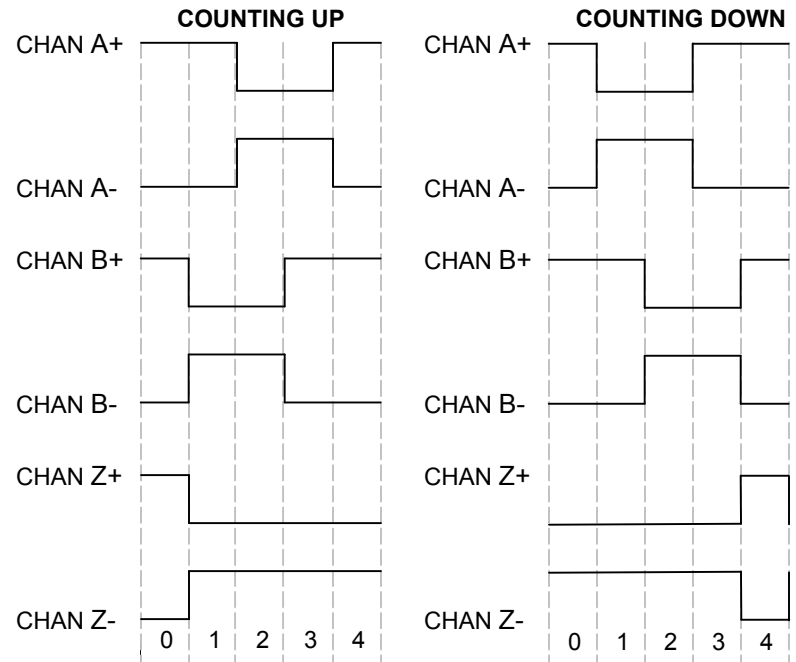 COUNTING UP
COUNTING DOWN
CHAN A+
CHAN A+
CHAN A-
CHAN A-
CHAN B+
CHAN B+
CHAN B-
CHAN B-
CHAN Z+
CHAN Z+
CHAN Z-
CHAN Z-
0 1 2 3 4
0 1 2 3 4